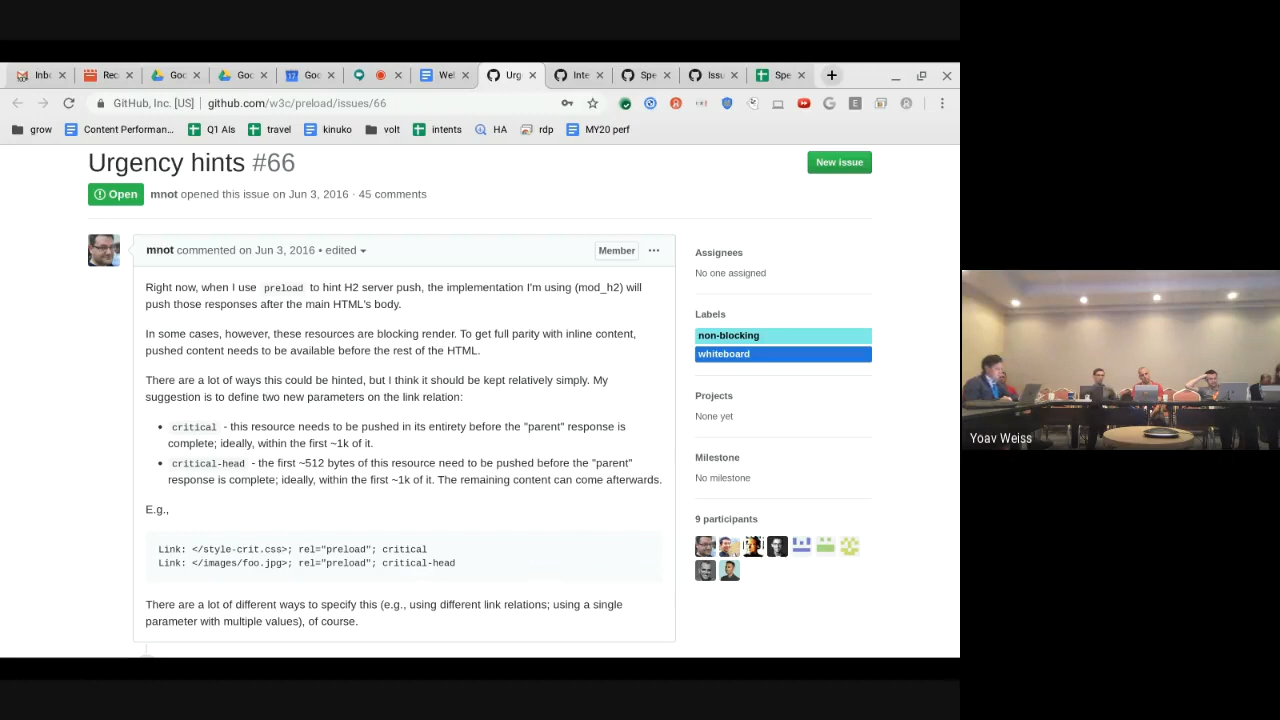 Inb
Rec
Goo
Goo
Goo
Wel
Urg
Inte
Spe
Issu
Spe
GitHub, Inc. [US]
github.com/w3c/preload/issues/66
grow
Content Performan...
Q1 AIs
travel
kinuko
volt
intents
HA
rdp
MY20 perf
Urgency hints #66
New issue
Open
mnot opened this issue on Jun 3, 2016 · 45 comments
mnot commented on Jun 3, 2016 • edited
Member
Right now, when I use preload to hint H2 server push, the implementation I'm using (mod_h2) will
push those responses after the main HTML's body.
In some cases, however, these resources are blocking render. To get full parity with inline content,
pushed content needs to be available before the rest of the HTML.
There are a lot of ways this could be hinted, but I think it should be kept relatively simply. My
suggestion is to define two new parameters on the link relation:
• critical - this resource needs to be pushed in its entirety before the "parent" response is
complete; ideally, within the first ~1k of it.
• critical-head - the first ~512 bytes of this resource need to be pushed before the "parent"
response is complete; ideally, within the first ~1k of it. The remaining content can come afterwards.
E.g.,
Link: </style-crit.css>; rel="preload"; critical
Link: </images/foo.jpg>; rel="preload"; critical-head
There are a lot of different ways to specify this (e.g., using different link relations; using a single
parameter with multiple values), of course.
Assignees
No one assigned
Labels
non-blocking
whiteboard
Projects
None yet
Milestone
No milestone
9 participants
Yoav Weiss